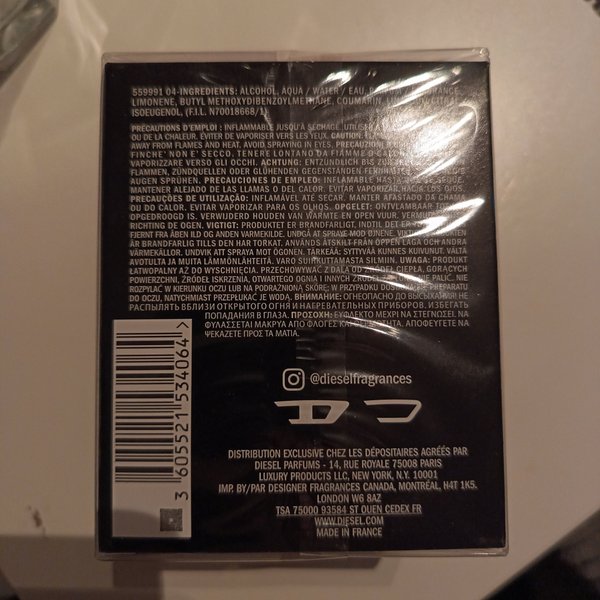 559991 04-INGREDIENTS: ALCOHOL, AQUA / WATER / EAU, PARFUM / FRAGRANCE,
LIMONENE, BUTYL METHOXYDIBENZOYLMETHANE, COUMARIN,
ISOEUGENOL, (F.I.L. N70018668/1)
PRÉCAUTIONS D'EMPLOI : INFLAMMABLE JUSQU'À SÉCHAGE. UTILISER À
OU DE LA CHALEUR. ÉVITER DE VAPORISER VERS LES YEUX. CAUTION.
AWAY FROM FLAMES AND HEAT. AVOID SPRAYING IN EYES.
FINCHE' NON E' SECCO. TENERE LONTANO DA FIAMME O
VAPORIZZARE VERSO GLI OCCHI. ACHTUNG: ENTZÜNDLICH BIS
FLAMMEN, ZÜNDQUELLEN ODER GLÜHENDEN GEGENSTÄNDEN
AUGEN SPRÜHEN. PRECAUCIONES DE EMPLEO: INFLAMABLE
MANTENER ALEJADO DE LAS LLAMAS O DEL CALOR. EVITAR VAPORIZAR HACIA LOS OJOS.
PRECAUÇÕES DE UTILIZAÇÃO: INFLAMÁVEL ATÉ SECAR. MANTER AFASTADO DA CHAMA
OU DO CALOR. EVITAR VAPORIZAR PARA OS OLHOS. OPGELET: ONTVLAMBAAR TOTDAT
OPGEDROOGD IS. VERWIJDERD HOUDEN VAN WARMTE EN OPEN VUUR.
RICHTING DE OGEN. VIGTIGT: PRODUKTET ER BRANDFARLIGT, INDTIL DET ER
FJERNT FRA ÅBEN ILD OG ANDEN VARMEKILDE. UNDGÅ AT SPRAYE MOD ØJNENE.
ÄR BRANDFARLIG TILLS DEN HAR TORKAT. ANVÄNDS ÅTSKILT FRÅN ÖPPEN LÅGA OCH ANDRA
VÄRMEKÄLLOR. UNDVIK ATT SPRAYA MOT ÖGONEN. TÄRKEÄÄ: SYTTYVÄÄ KUNNES KUIVUNUT. VÄLTÄ
AVOTULTA JA MUITA LÄMMÖNLÄHTEITÄ. VARO SUIHKUTTAMASTA SILMIIN. UWAGA: PRODUKT
ŁATWOPALNY AŻ DO WYSCHNIĘCIA. PRZECHOWYWAĆ Z DALA OD ŹRÓDEŁ CIEPŁA, GORĄCYCH
POWIERZCHNI, ŹRÓDEŁ ISKRZENIA, OTWARTEGO OGNIA I INNYCH ŹRÓDEŁ NIE PALIĆ. NIE
ROZPYLAĆ W KIERUNKU OCZU LUB NA PODRAŻNIONĄ SKÓRĘ; W PRZYPADKU DOSTANIA PREPARATU
DO OCZU, NATYCHMIAST PRZEPŁUKAĆ JE WODĄ. ВНИМАНИЕ: ОГНЕОПАСНО ДО ВЫСЫХАНИЯ! НЕ
РАСПЫЛЯТЬ ВБЛИЗИ ОТКРЫТОГО ОГНЯ И НАГРЕВАТЕЛЬНЫХ ПРИБОРОВ. ИЗБЕГАТЬ
ПОПАДАНИЯ В ГЛАЗА. ΠΡΟΣΟΧΗ: ΕΥΦΛΕΚΤΟ ΜΕΧΡΙ ΝΑ ΣΤΕΓΝΩΣΕΙ, ΝΑ
ΦΥΛΑΣΣΕΤΑΙ ΜΑΚΡΥΑ ΑΠΟ ΦΛΟΓΕΣ ΚΑΙ ΘΕΡΜΟΤΗΤΑ. ΑΠΟΦΕΥΓΕΤΕ ΝΑ
ΨΕΚΑΖΕΤΕ ΠΡΟΣ ΤΑ ΜΑΤΙΑ.
3 605521 534064
@dieselfragrances
DISTRIBUTION EXCLUSIVE CHEZ LES DÉPOSITAIRES AGRÉÉS PAR
DIESEL PARFUMS - 14, RUE ROYALE 75008 PARIS
LUXURY PRODUCTS LLC, NEW YORK, N.Y. 10001
IMP. BY/PAR DESIGNER FRAGRANCES CANADA, MONTRÉAL, H4T 1K5.
LONDON W6 8AZ
TSA 75000 93584 ST OUEN CEDEX FR
WWW.DIESEL.COM
MADE IN FRANCE